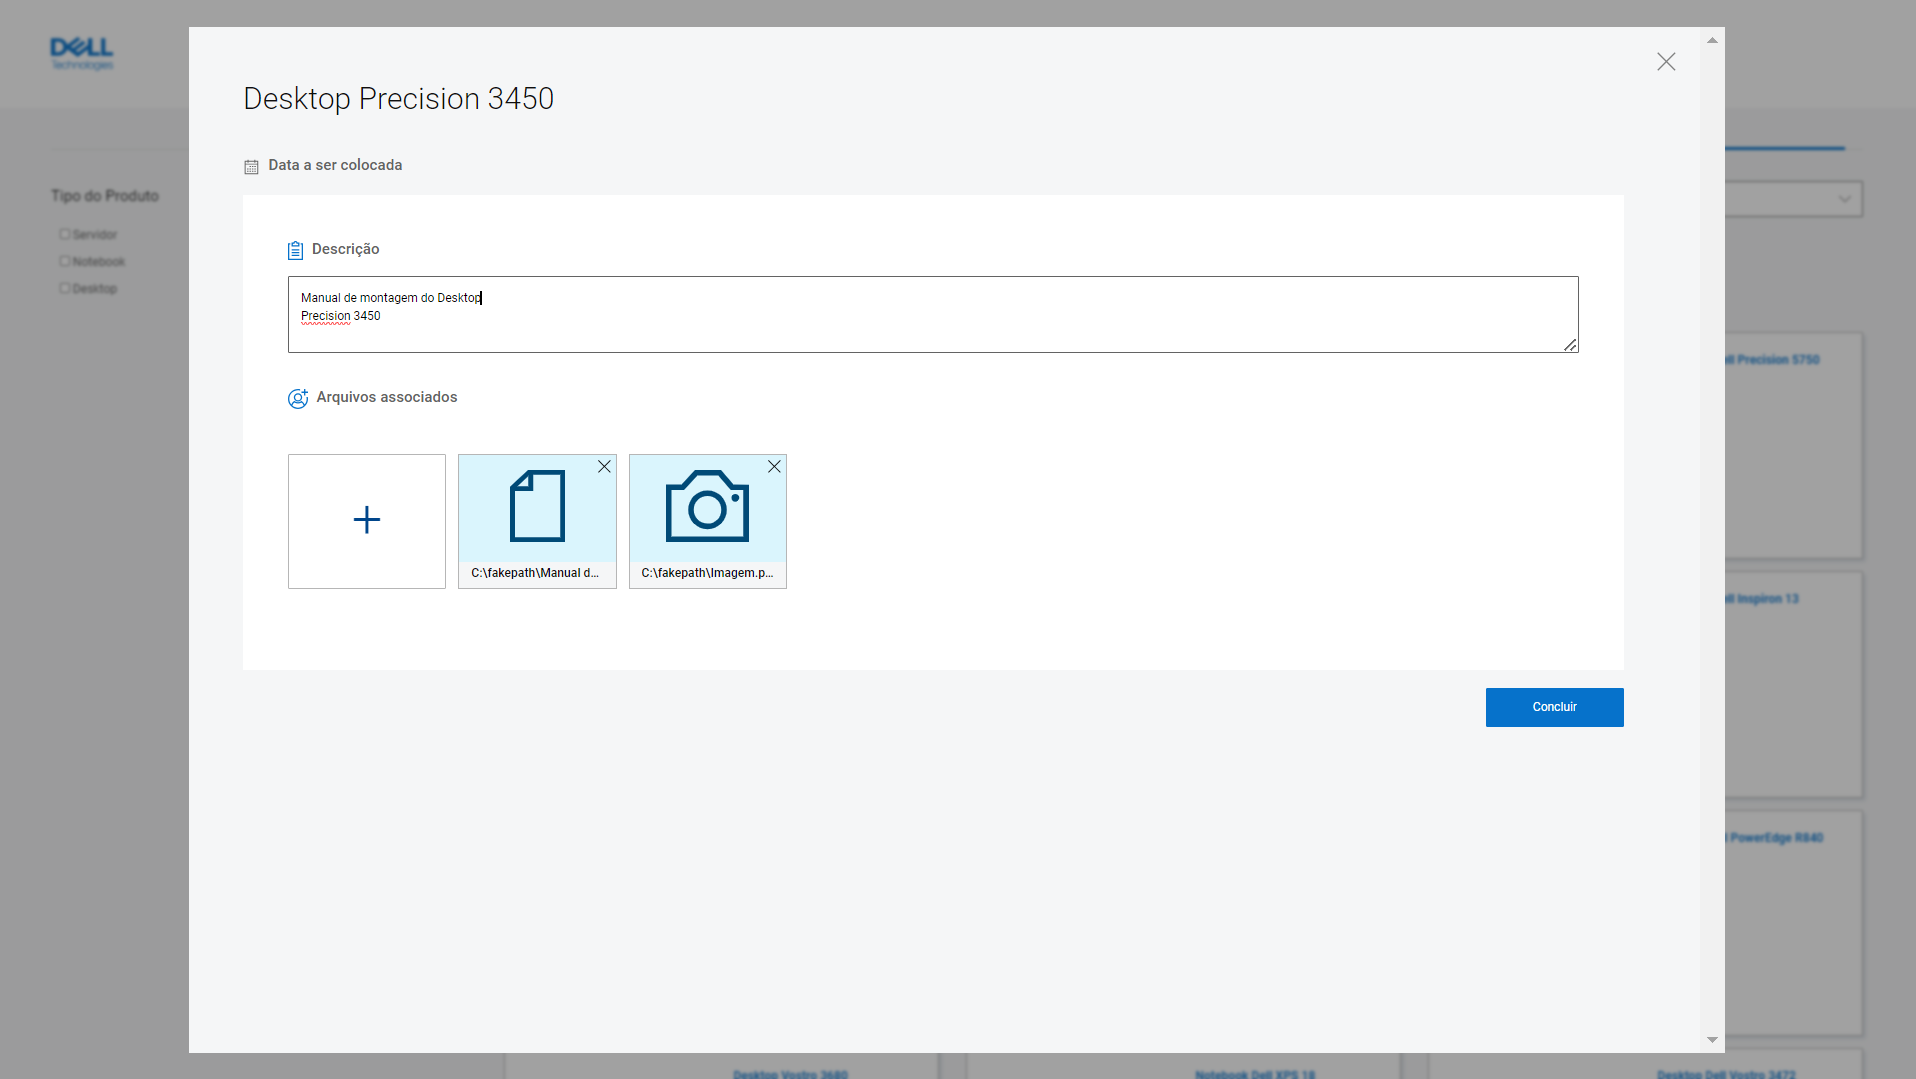 DELL
Technologies
Desktop Precision 3450
Data a ser colocada
Tipo do Produto
Servidor
Notebook
Desktop
Descrição
Manual de montagem do Desktop
Precision 3450
Arquivos associados
C:\fakepath\Manual d...
C:\fakepath\Imagem.p...
Concluir
Precision 5750
Inspiron 13
PowerEdge R840
Desktop Vostro 3680
Notebook Dell XPS 18
Desktop Dell Vostro 3472